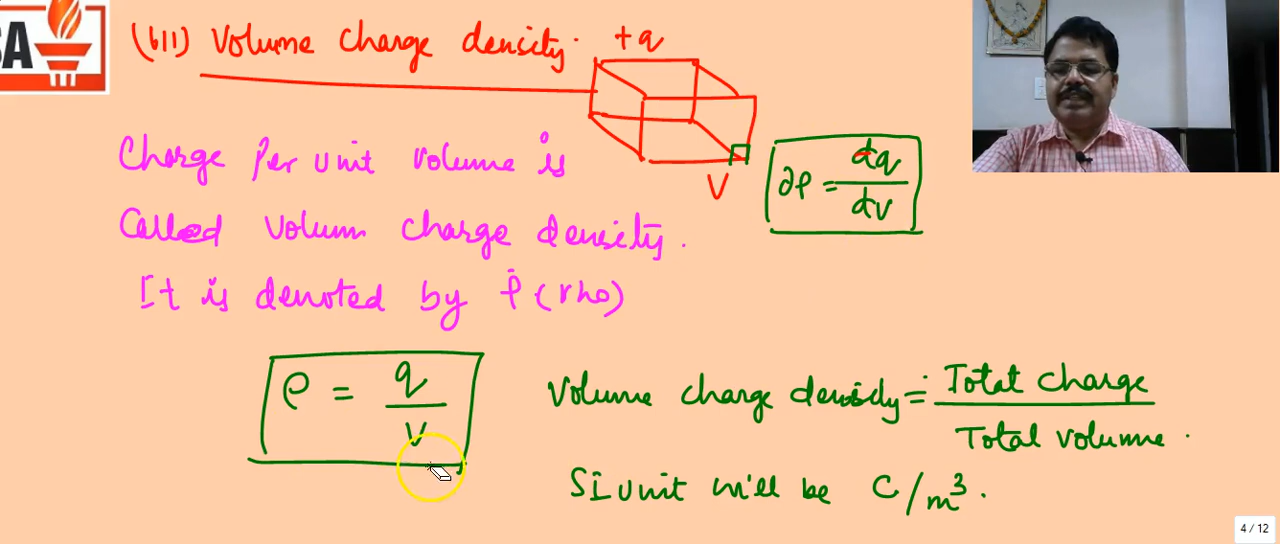 SA
(iii) Volume Charge density.
+q
V
Charge Per unit volume is
Called volum charge density.
It is denoted by ρ (rho)
∂ρ = dq/dv
ρ = q/v
Volume charge density = Total charge / Total volume.
SI unit will be C/m³.
4 / 12